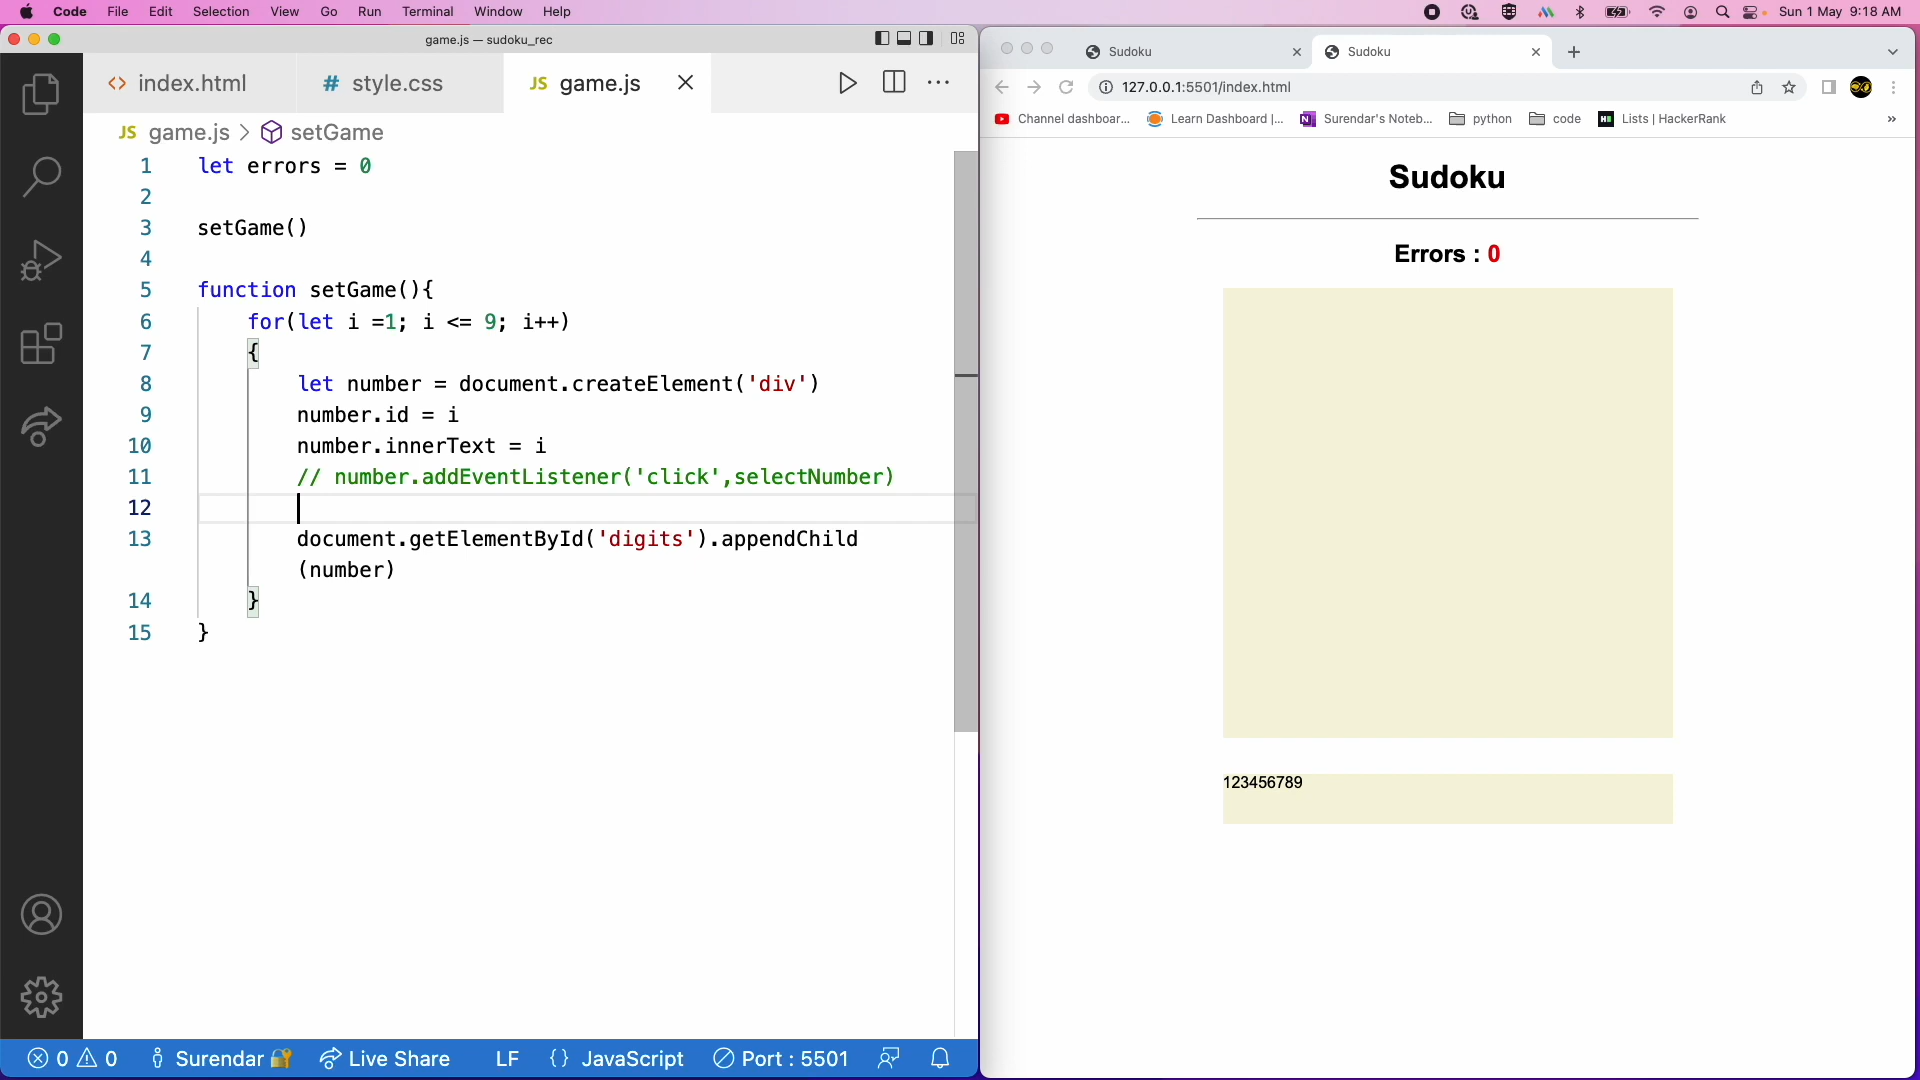 Code File Edit Selection View Go Run Terminal Window Help Sun 1 May 9:18 AM
game.js — sudoku_rec
index.html # style.css JS game.js
JS game.js > setGame
1 let errors = 0
2
3 setGame()
4
5 function setGame(){
6 for(let i =1; i <= 9; i++)
7 {
8 let number = document.createElement('div')
9 number.id = i
10 number.innerText = i
11 // number.addEventListener('click',selectNumber)
12
13 document.getElementById('digits').appendChild
(number)
14 }
15 }
0 0 Surendar Live Share LF {} JavaScript Port : 5501
Sudoku Sudoku
127.0.0.1:5501/index.html
Channel dashboar... Learn Dashboard |... Surendar's Noteb... python code Lists | HackerRank »
Sudoku
Errors : 0
123456789